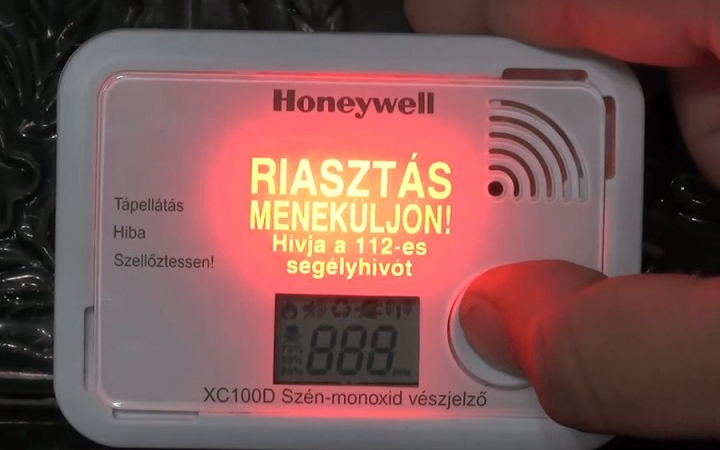 Honeywell
RIASZTÁS
MENEKÜLJÖN!
Hívja a 112-es
segélyhívót
Tápellátás
Hiba
Szellőztessen!
888
XC100D Szén-monoxid vészjelző